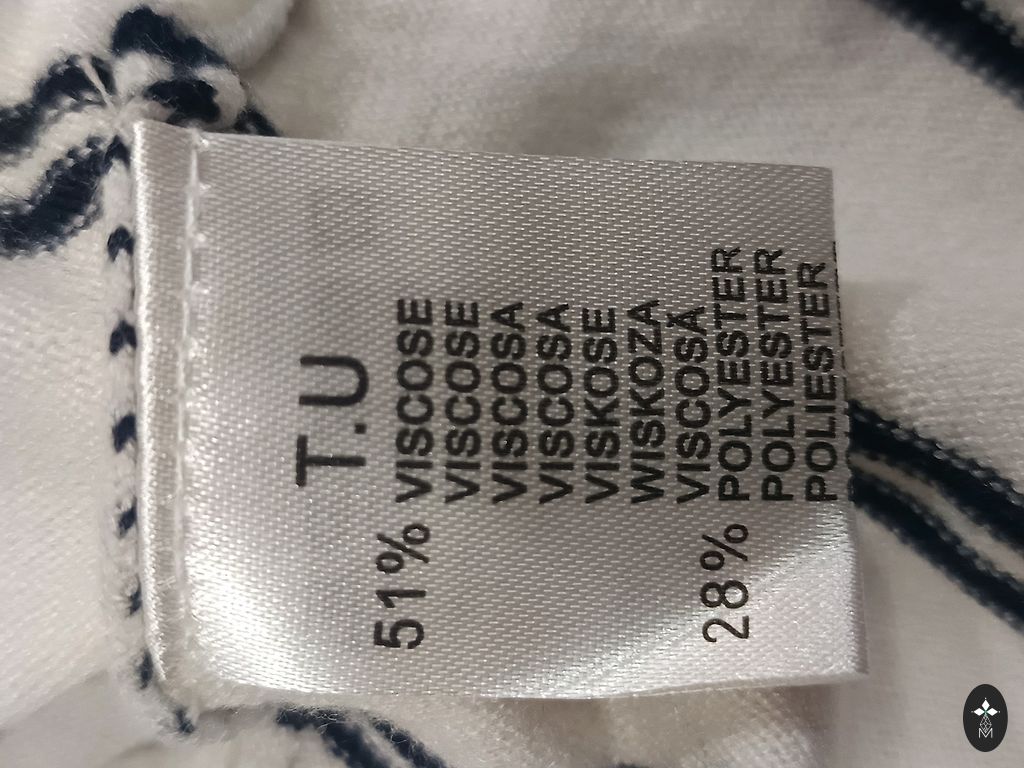 T.U
51% VISCOSE
VISCOSE
VISCOSA
VISCOSA
VISKOSE
WISKOZA
VISCOSĂ
28% POLYESTER
POLYESTER
POLIESTER